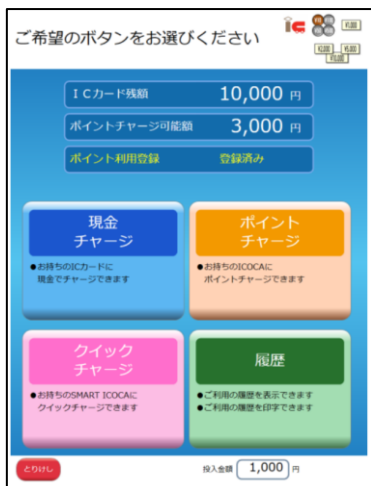 ご希望のボタンをお選びください
ic
¥1,000
¥2,000 ¥5,000
¥10,000
ICカード残額 10,000 円
ポイントチャージ可能額 3,000 円
ポイント利用登録 登録済み
現金
チャージ
●お持ちのICカードに
現金でチャージできます
ポイント
チャージ
●お持ちのICOCAに
ポイントチャージできます
クイック
チャージ
●お持ちのSMART ICOCAに
クイックチャージできます
履歴
●ご利用の履歴を表示できます
●ご利用の履歴を印字できます
とりけし
投入金額 1,000 円